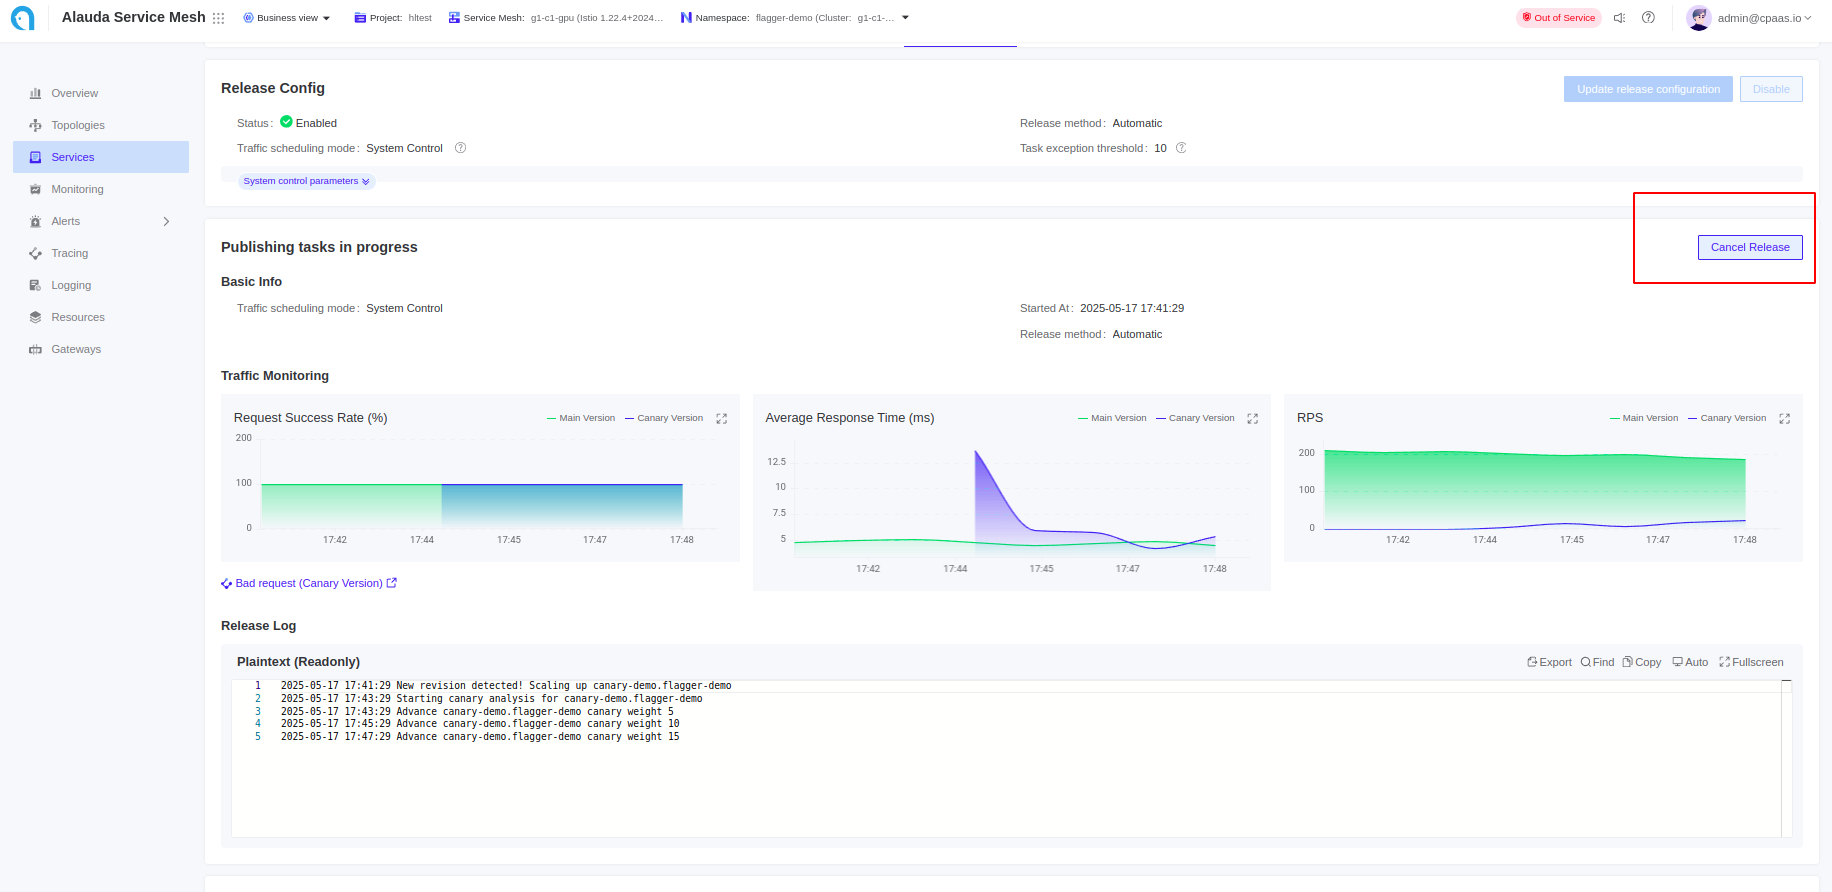 Alauda Service Mesh
Business view
Project: hltest
Service Mesh: g1-c1-gpu (Istio 1.22.4+2024...
Namespace: flagger-demo (Cluster: g1-c1-...
Out of Service
admin@cpaas.io
Overview
Topologies
Services
Monitoring
Alerts
Tracing
Logging
Resources
Gateways
Release Config
Update release configuration
Disable
Status: Enabled
Release method: Automatic
Traffic scheduling mode: System Control
Task exception threshold: 10
System control parameters
Publishing tasks in progress
Cancel Release
Basic Info
Traffic scheduling mode: System Control
Started At: 2025-05-17 17:41:29
Release method: Automatic
Traffic Monitoring
Request Success Rate (%)
Main Version
Canary Version
200
100
0
17:42 17:44 17:45 17:47 17:48
Average Response Time (ms)
Main Version
Canary Version
12.5
10
7.5
5
17:42 17:44 17:45 17:47 17:48
RPS
Main Version
Canary Version
200
100
0
17:42 17:44 17:45 17:47 17:48
Bad request (Canary Version)
Release Log
Plaintext (Readonly)
Export Find Copy Auto Fullscreen
1 2025-05-17 17:41:29 New revision detected! Scaling up canary-demo.flagger-demo
2 2025-05-17 17:43:29 Starting canary analysis for canary-demo.flagger-demo
3 2025-05-17 17:43:29 Advance canary-demo.flagger-demo canary weight 5
4 2025-05-17 17:45:29 Advance canary-demo.flagger-demo canary weight 10
5 2025-05-17 17:47:29 Advance canary-demo.flagger-demo canary weight 15